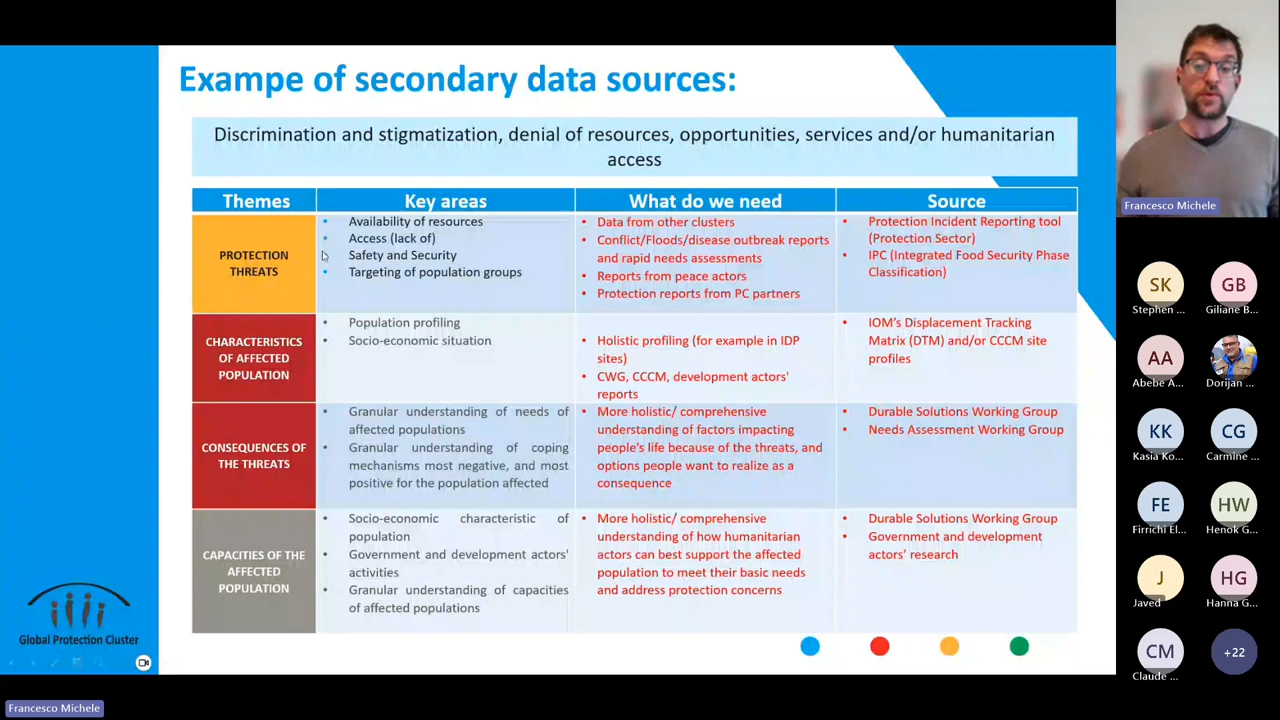 Exampe of secondary data sources:
Discrimination and stigmatization, denial of resources, opportunities, services and/or humanitarian
access
Themes
Key areas
What do we need
Source
PROTECTION
THREATS
• Availability of resources
• Access (lack of)
• Safety and Security
• Targeting of population groups
• Data from other clusters
• Conflict/Floods/disease outbreak reports
and rapid needs assessments
• Reports from peace actors
• Protection reports from PC partners
• Protection Incident Reporting tool
(Protection Sector)
• IPC (Integrated Food Security Phase
Classification)
CHARACTERISTICS
OF AFFECTED
POPULATION
• Population profiling
• Socio-economic situation
• Holistic profiling (for example in IDP
sites)
• CWG, CCCM, development actors'
reports
• IOM's Displacement Tracking
Matrix (DTM) and/or CCCM site
profiles
CONSEQUENCES OF
THE THREATS
• Granular understanding of needs of
affected populations
• Granular understanding of coping
mechanisms most negative, and most
positive for the population affected
• More holistic/ comprehensive
understanding of factors impacting
people's life because of the threats, and
options people want to realize as a
consequence
• Durable Solutions Working Group
• Needs Assessment Working Group
CAPACITIES OF THE
AFFECTED
POPULATION
• Socio-economic characteristic of
population
• Government and development actors'
activities
• Granular understanding of capacities
of affected populations
• More holistic/ comprehensive
understanding of how humanitarian
actors can best support the affected
population to meet their basic needs
and address protection concerns
• Durable Solutions Working Group
• Government and development
actors' research
Global Protection Cluster
Francesco Michele
Francesco Michele
SK
Stephen ...
GB
Giliane B...
AA
Abebe A...
Dorijan ...
KK
Kasia Ko...
CG
Carmine ...
FE
Firrichi El...
HW
Henok G...
J
Javed
HG
Hanna G...
CM
Claude ...
+22